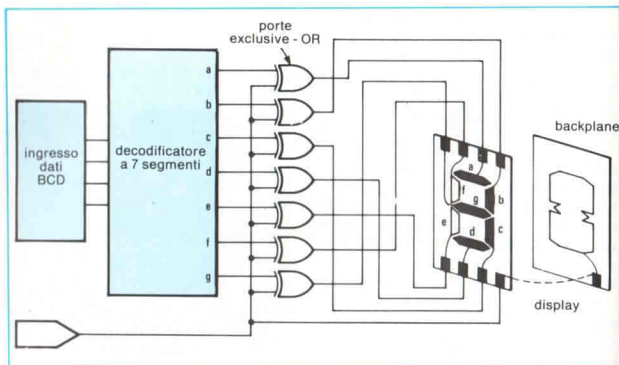 porte
exclusive - OR
ingresso
dati
BCD
decodificatore
a 7 segmenti
a
b
c
d
e
f
g
backplane
a
f
g
b
e
d
c
display